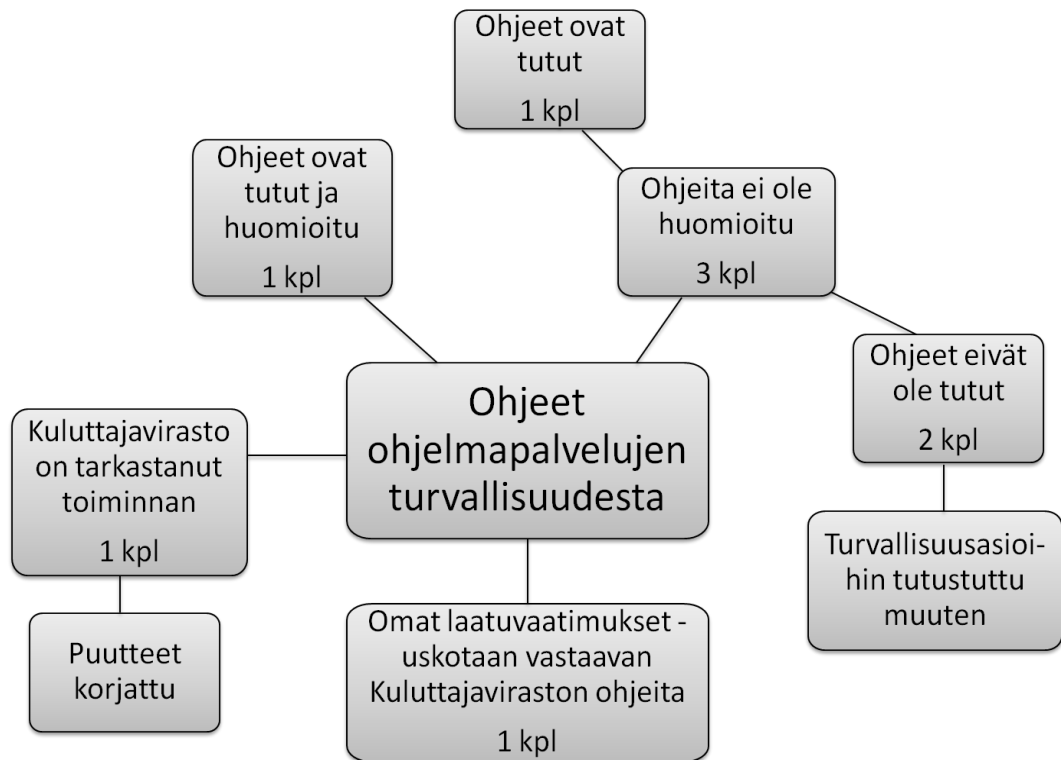 Ohjeet ovat
tutut
1 kpl
Ohjeet ovat
tutut ja
huomioitu
1 kpl
Ohjeita ei ole
huomioitu
3 kpl
Ohjeet eivät
ole tutut
2 kpl
Ohjeet
ohjelmapalvelujen
turvallisuudesta
Kuluttajavirasto
on tarkastanut
toiminnan
1 kpl
Turvallisuusasioi-
hin tutustuttu
muuten
Puutteet
korjattu
Omat laatuvaatimukset -
uskotaan vastaavan
Kuluttajaviraston ohjeita
1 kpl